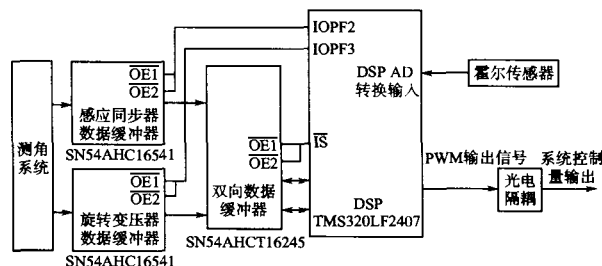 IOPF2
IOPF3
OE1
OE2
感应同步器
数据缓冲器
SN54AHC16541
测角
系统
OE1
OE2
旋转变压器
数据缓冲器
SN54AHC16541
OE1
OE2
双向数据
缓冲器
SN54AHCT16245
IS
DSP AD
转换输入
霍尔传感器
DSP
TMS320LF2407
PWM输出信号
光电
隔耦
系统控制
量输出